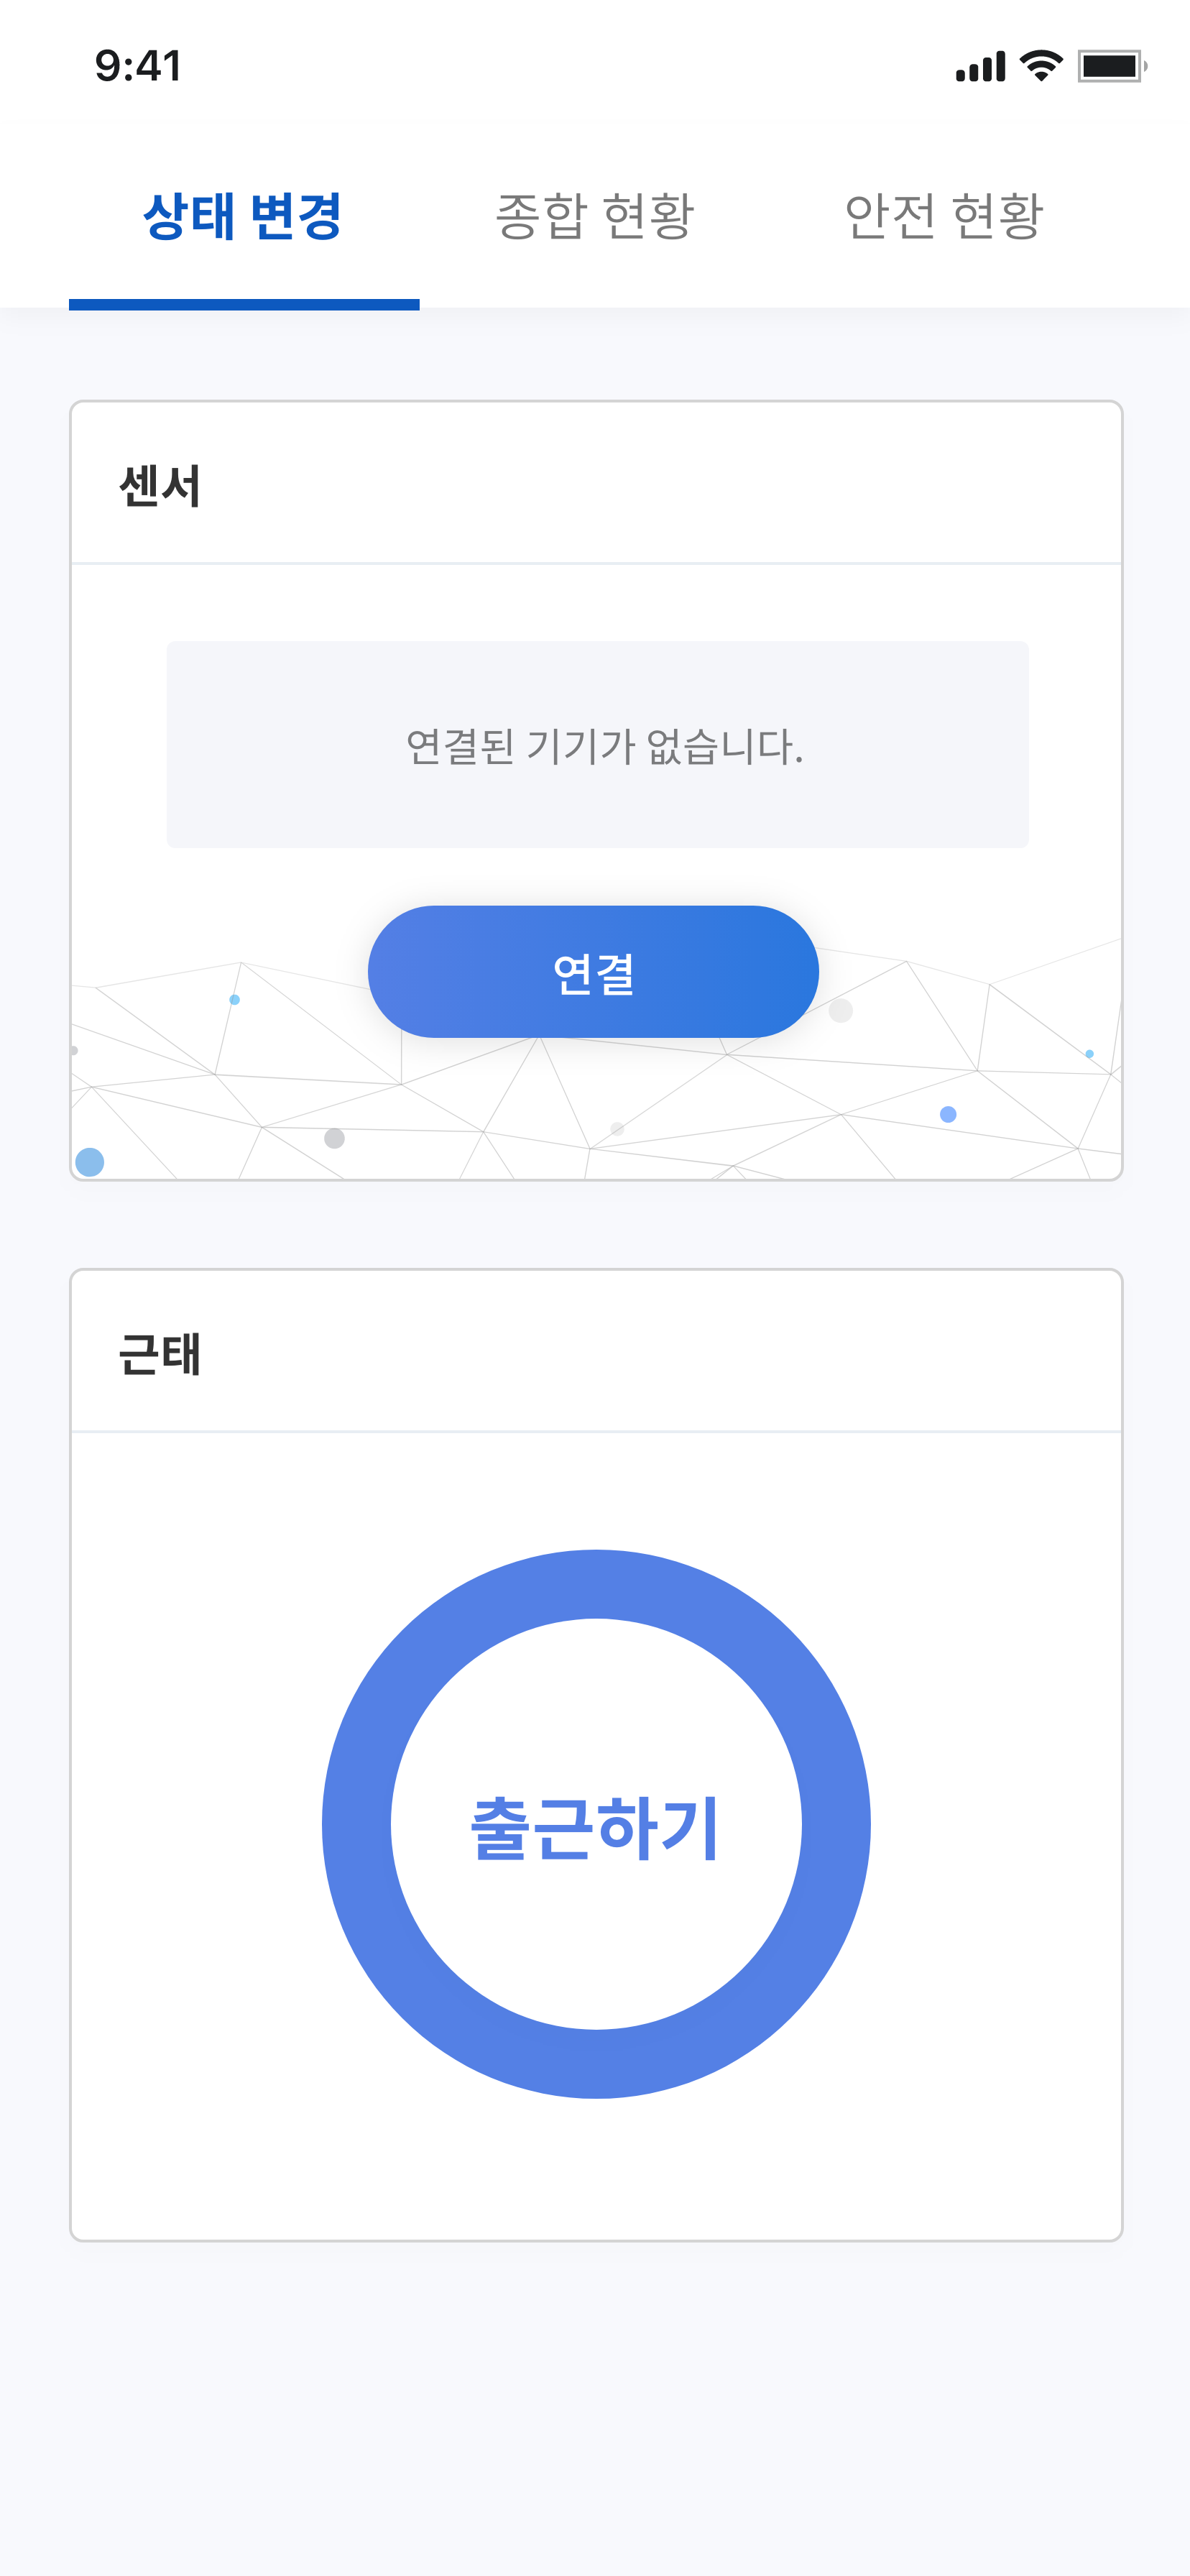 9:41
상태 변경 종합 현황 안전 현황
센서
연결된 기기가 없습니다.
연결
근태
출근하기